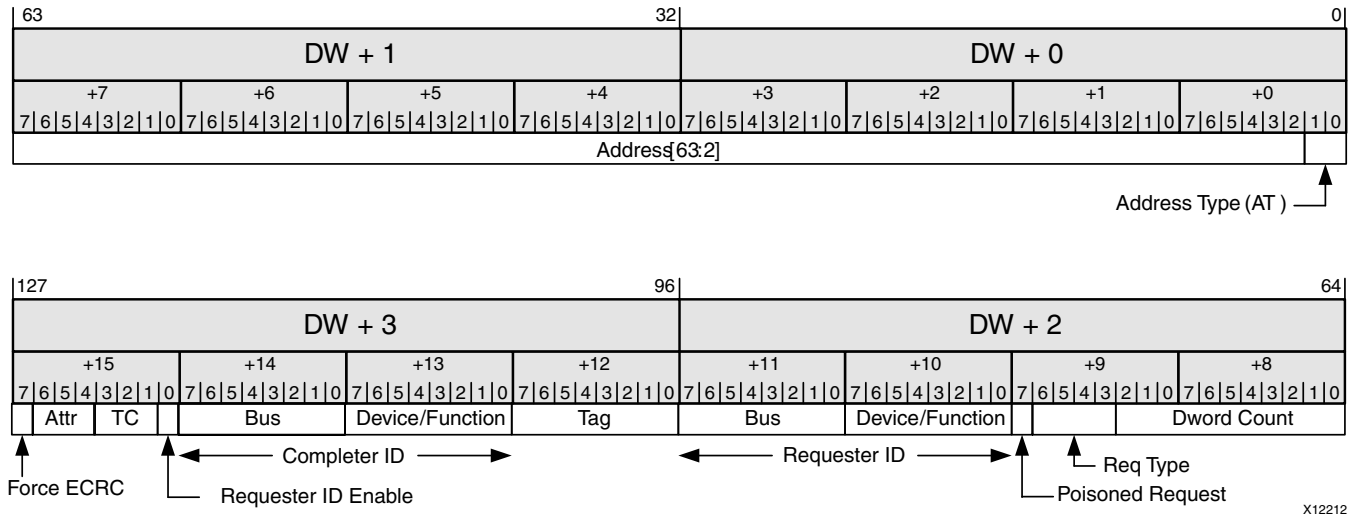 63 32 0
DW + 1 DW + 0
+7 +6 +5 +4 +3 +2 +1 +0
7 6 5 4 3 2 1 0 7 6 5 4 3 2 1 0 7 6 5 4 3 2 1 0 7 6 5 4 3 2 1 0 7 6 5 4 3 2 1 0 7 6 5 4 3 2 1 0 7 6 5 4 3 2 1 0 7 6 5 4 3 2 1 0
Address[63:2]
Address Type (AT )
127 96 64
DW + 3 DW + 2
+15 +14 +13 +12 +11 +10 +9 +8
7 6 5 4 3 2 1 0 7 6 5 4 3 2 1 0 7 6 5 4 3 2 1 0 7 6 5 4 3 2 1 0 7 6 5 4 3 2 1 0 7 6 5 4 3 2 1 0 7 6 5 4 3 2 1 0 7 6 5 4 3 2 1 0
Attr TC Bus Device/Function Tag Bus Device/Function Dword Count
Completer ID Requester ID Req Type
Force ECRC Requester ID Enable Poisoned Request
X12212